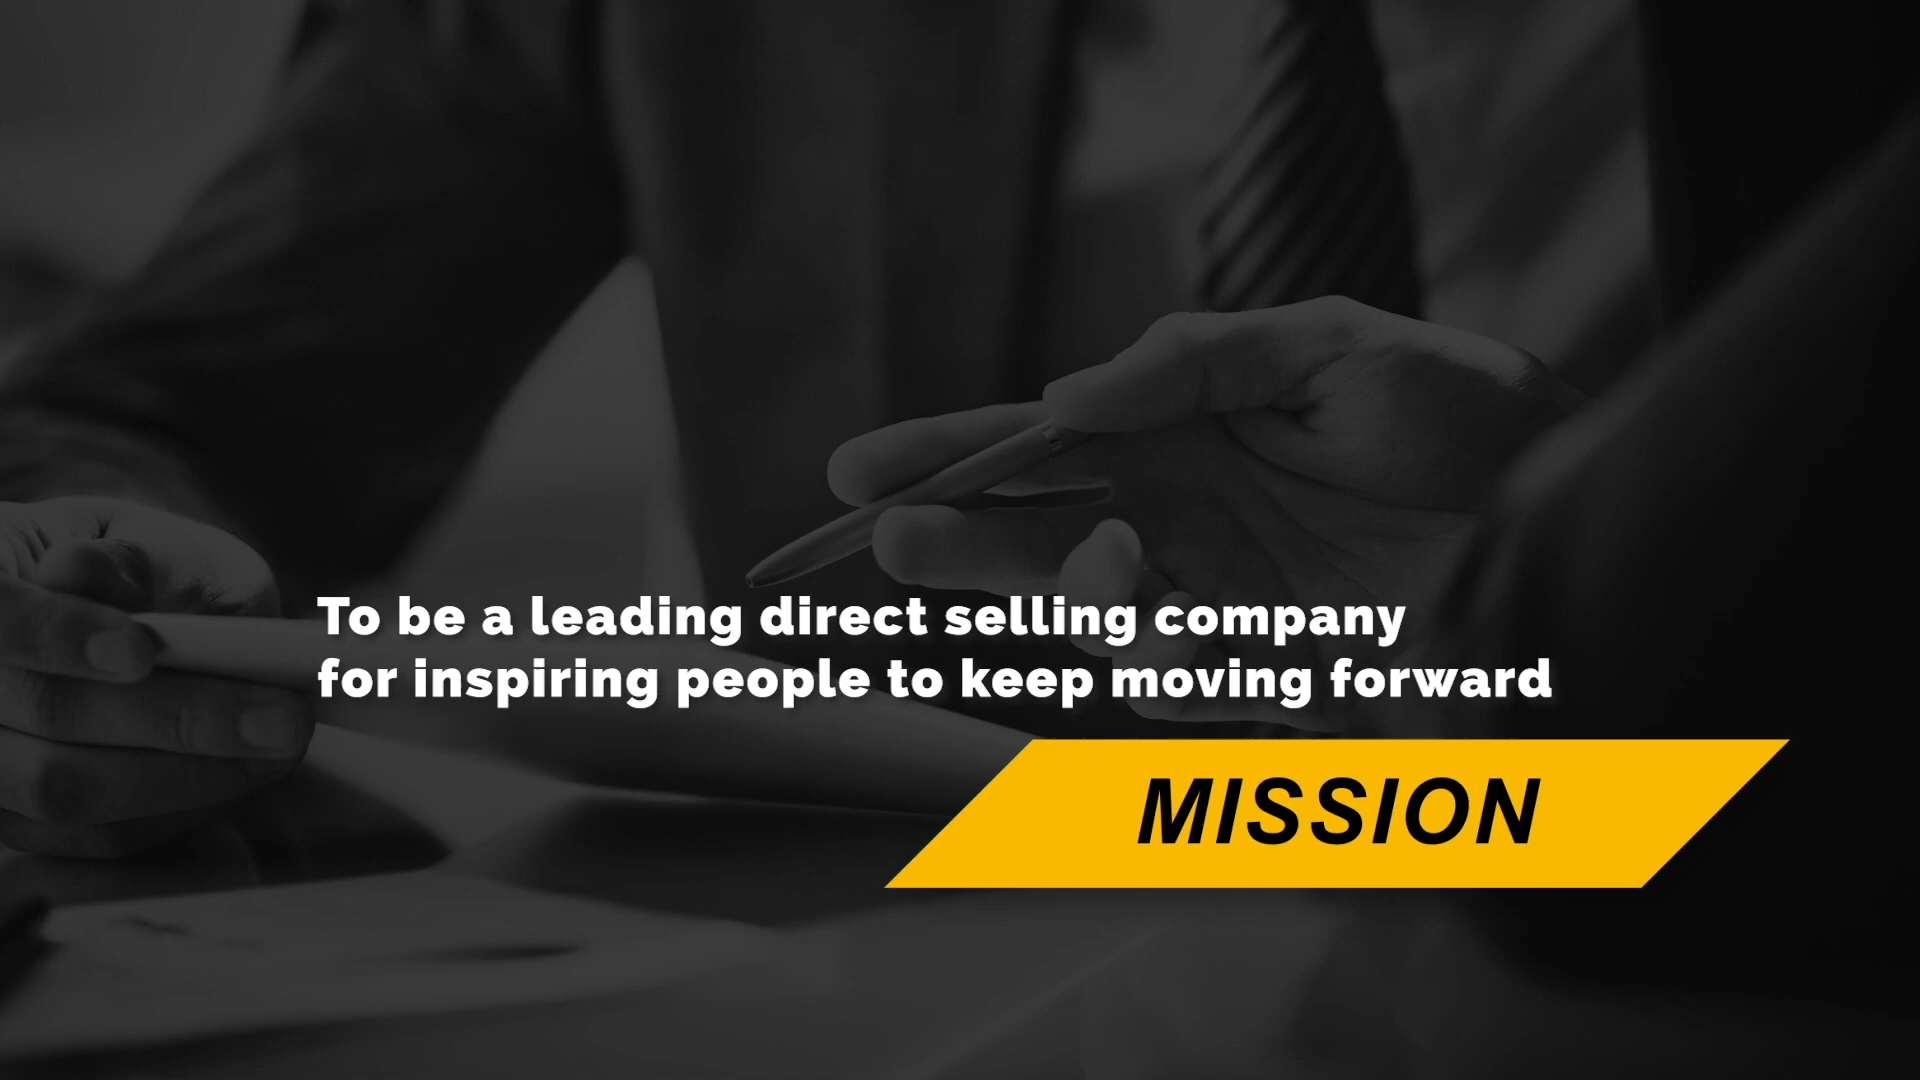 To be a leading direct selling company
for inspiring people to keep moving forward
MISSION